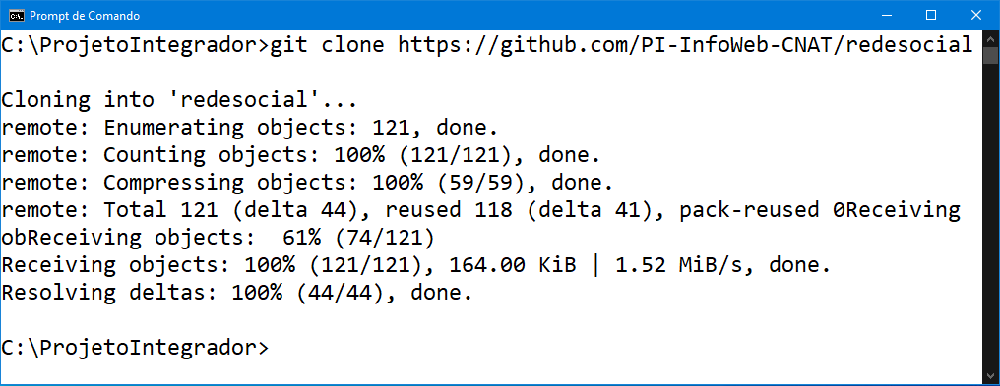 Prompt de Comando
C:\ProjetoIntegrador>git clone https://github.com/PI-InfoWeb-CNAT/redesocial
Cloning into 'redesocial'...
remote: Enumerating objects: 121, done.
remote: Counting objects: 100% (121/121), done.
remote: Compressing objects: 100% (59/59), done.
remote: Total 121 (delta 44), reused 118 (delta 41), pack-reused 0Receiving
obReceiving objects:  61% (74/121)
Receiving objects: 100% (121/121), 164.00 KiB | 1.52 MiB/s, done.
Resolving deltas: 100% (44/44), done.
C:\ProjetoIntegrador>